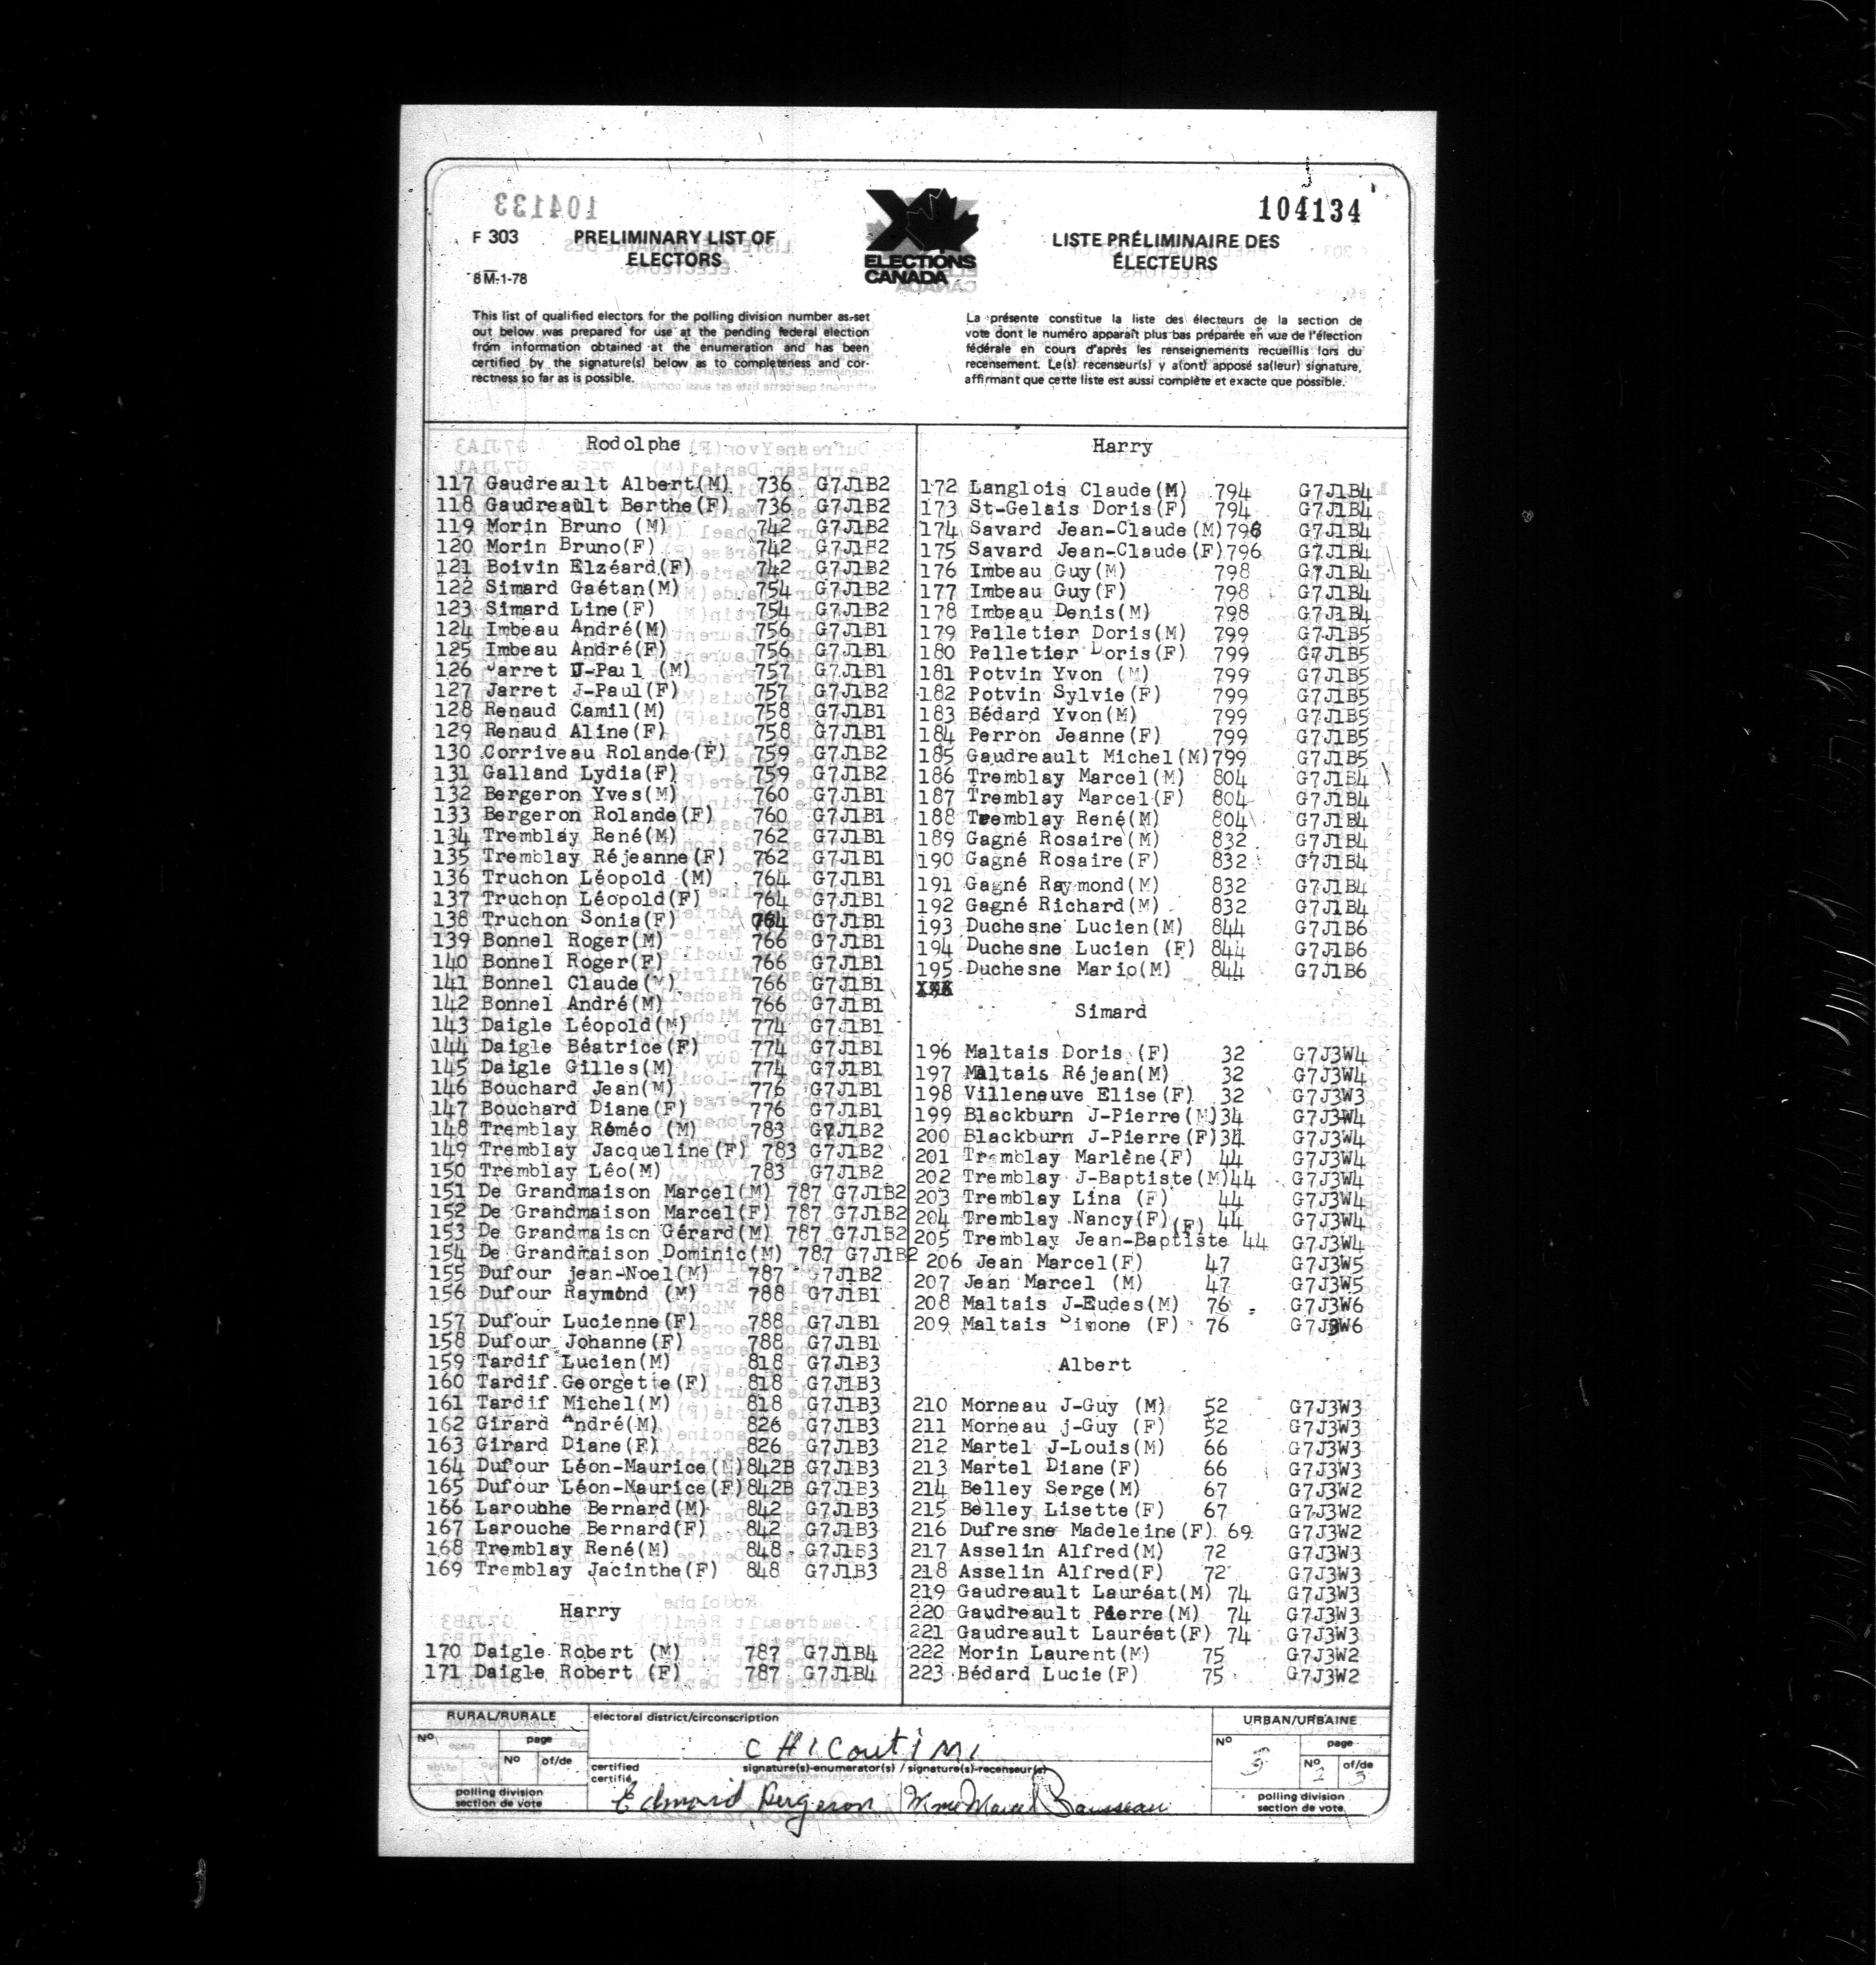 104134
F 303
PRELIMINARY LIST OF
ELECTORS
8 M-1-78
ELECTIONS
CANADA
LISTE PRÉLIMINAIRE DES
ÉLECTEURS
This list of qualified electors for the polling division number as set
out below was prepared for use at the pending federal election
from information obtained at the enumeration and has been
certified by the signature(s) below as to completeness and cor-
rectness so far as is possible.
La présente constitue la liste des électeurs de la section de
vote dont le numéro apparaît plus bas préparée en vue de l'élection
fédérale en cours d'après les renseignements recueillis lors du
recensement. Le(s) recenseur(s) y a(ont) apposé sa(leur) signature,
affirmant que cette liste est aussi complète et exacte que possible.
Rodolphe
117 Gaudreault Albert(M) 736 G7J1B2
118 Gaudreault Berthe(F) 736 G7J1B2
119 Morin Bruno (M) 742 G7J1B2
120 Morin Bruno(F) 742 G7J1B2
121 Boivin Elzéard(F) 742 G7J1B2
122 Simard Gaétan(M) 754 G7J1B2
123 Simard Line(F) 754 G7J1B2
124 Imbeau André(M) 756 G7J1B1
125 Imbeau André(F) 756 G7J1B1
126 Jarret J-Paul (M) 757 G7J1B1
127 Jarret J-Paul(F) 757 G7J1B2
128 Renaud Camil(M) 758 G7J1B1
129 Renaud Aline(F) 758 G7J1B1
130 Corriveau Rolande(F) 759 G7J1B2
131 Galland Lydia(F) 759 G7J1B2
132 Bergeron Yves(M) 760 G7J1B1
133 Bergeron Rolande(F) 760 G7J1B1
134 Tremblay René(M) 762 G7J1B1
135 Tremblay Réjeanne(F) 762 G7J1B1
136 Truchon Léopold (M) 764 G7J1B1
137 Truchon Léopold(F) 764 G7J1B1
138 Truchon Sonia(F) 764 G7J1B1
139 Bonnel Roger(M) 766 G7J1B1
140 Bonnel Roger(F) 766 G7J1B1
141 Bonnel Claude(M) 766 G7J1B1
142 Bonnel André(M) 766 G7J1B1
143 Daigle Léopold(M) 774 G7J1B1
144 Daigle Béatrice(F) 774 G7J1B1
145 Daigle Gilles(M) 774 G7J1B1
146 Bouchard Jean(M) 776 G7J1B1
147 Bouchard Diane(F) 776 G7J1B1
148 Tremblay Roméo (M) 783 G7J1B2
149 Tremblay Jacqueline(F) 783 G7J1B2
150 Tremblay Léo(M) 783 G7J1B2
151 De Grandmaison Marcel(M) 787 G7J1B2
152 De Grandmaison Marcel(F) 787 G7J1B2
153 De Grandmaison Gérard(M) 787 G7J1B2
154 De Grandmaison Dominic(M) 787 G7J1B2
155 Dufour jean-Noel(M) 787 G7J1B2
156 Dufour Raymond (M) 788 G7J1B1
157 Dufour Lucienne(F) 788 G7J1B1
158 Dufour Johanne(F) 788 G7J1B1
159 Tardif Lucien(M) 818 G7J1B3
160 Tardif Georgette(F) 818 G7J1B3
161 Tardif Michel(M) 818 G7J1B3
162 Girard André(M) 826 G7J1B3
163 Girard Diane(F) 826 G7J1B3
164 Dufour Léon-Maurice(M)842B G7J1B3
165 Dufour Léon-Maurice(F)842B G7J1B3
166 Laroubhe Bernard(M) 842 G7J1B3
167 Larouche Bernard(F) 842 G7J1B3
168 Tremblay René(M) 848 G7J1B3
169 Tremblay Jacinthe(F) 848 G7J1B3
Harry
170 Daigle Robert (M) 787 G7J1B4
171 Daigle Robert (F) 787 G7J1B4
Harry
172 Langlois Claude(M) 794 G7J1B4
173 St-Gelais Doris(F) 794 G7J1B4
174 Savard Jean-Claude(M)796 G7J1B4
175 Savard Jean-Claude(F)796 G7J1B4
176 Imbeau Guy(M) 798 G7J1B4
177 Imbeau Guy(F) 798 G7J1B4
178 Imbeau Denis(M) 798 G7J1B4
179 Pelletier Doris(M) 799 G7J1B5
180 Pelletier Doris(F) 799 G7J1B5
181 Potvin Yvon (M) 799 G7J1B5
182 Potvin Sylvie(F) 799 G7J1B5
183 Bédard Yvon(M) 799 G7J1B5
184 Perron Jeanne(F) 799 G7J1B5
185 Gaudreault Michel(M)799 G7J1B5
186 Tremblay Marcel(M) 804 G7J1B4
187 Tremblay Marcel(F) 804 G7J1B4
188 Tremblay René(M) 804 G7J1B4
189 Gagné Rosaire(M) 832 G7J1B4
190 Gagné Rosaire(F) 832 G7J1B4
191 Gagné Raymond(M) 832 G7J1B4
192 Gagné Richard(M) 832 G7J1B4
193 Duchesne Lucien(M) 844 G7J1B6
194 Duchesne Lucien (F) 844 G7J1B6
195 Duchesne Mario(M) 844 G7J1B6
Simard
196 Maltais Doris (F) 32 G7J3W4
197 Maltais Réjean(M) 32 G7J3W4
198 Villeneuve Elise(F) 32 G7J3W3
199 Blackburn J-Pierre(M)34 G7J3W4
200 Blackburn J-Pierre(F)34 G7J3W4
201 Tremblay Marlène(F) 44 G7J3W4
202 Tremblay J-Baptiste(M)44 G7J3W4
203 Tremblay Lina (F) 44 G7J3W4
204 Tremblay Nancy(F) 44 G7J3W4
205 Tremblay Jean-Baptiste (F) 44 G7J3W4
206 Jean Marcel(F) 47 G7J3W5
207 Jean Marcel (M) 47 G7J3W5
208 Maltais J-Eudes(M) 76 G7J3W6
209 Maltais Simone (F) 76 G7J3W6
Albert
210 Morneau J-Guy (M) 52 G7J3W3
211 Morneau j-Guy (F) 52 G7J3W3
212 Martel J-Louis(M) 66 G7J3W3
213 Martel Diane(F) 66 G7J3W3
214 Belley Serge(M) 67 G7J3W2
215 Belley Lisette(F) 67 G7J3W2
216 Dufresne Madeleine(F) 69 G7J3W2
217 Asselin Alfred(M) 72 G7J3W3
218 Asselin Alfred(F) 72 G7J3W3
219 Gaudreault Lauréat(M) 74 G7J3W3
220 Gaudreault Pierre(M) 74 G7J3W3
221 Gaudreault Lauréat(F) 74 G7J3W3
222 Morin Laurent(M) 75 G7J3W2
223 Bédard Lucie(F) 75 G7J3W2
RURAL/RURALE
No
page
No of/de
polling division
section de vote
electoral district/circonscription
CHICoutiMi
certified
certifié
signature(s)-enumerator(s) / signature(s)-recenseur(s)
Edmond Bergeron Mme Marcel
URBAN/URBAINE
No
page
No of/de
3 2 3
polling division
section de vote